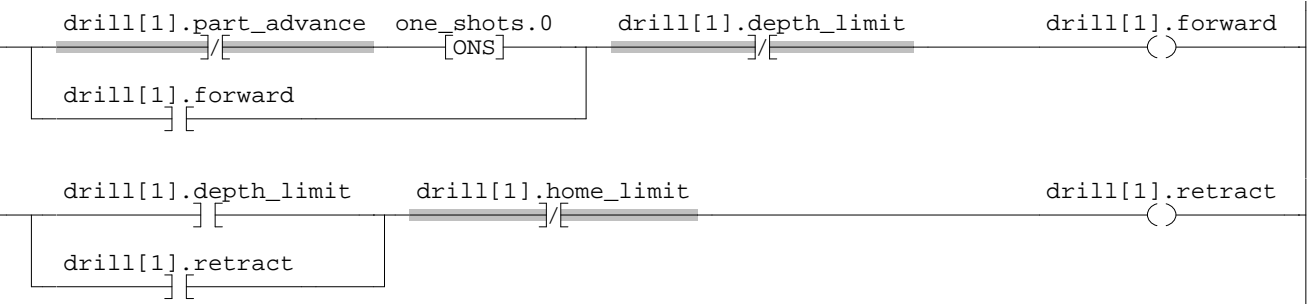 drill[1].part_advance one_shots.0 drill[1].depth_limit drill[1].forward
ONS
drill[1].forward
drill[1].depth_limit drill[1].home_limit drill[1].retract
drill[1].retract